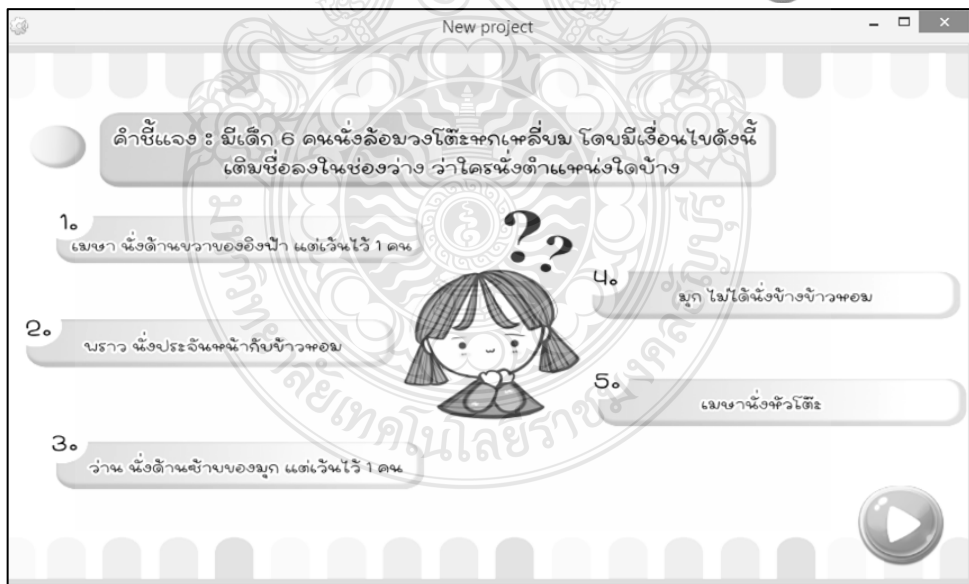 New project
คำชี้แจง : มีเด็ก 6 คนนั่งล้อมวงโต๊ะหกเหลี่ยม โดยมีเงื่อนไขดังนี้
เติมชื่อลงในช่องว่าง ว่าใครนั่งตำแหน่งใดบ้าง
1.
เมษา นั่งด้านขวาของอิงฟ้า แต่เว้นไว้ 1 คน
2.
พราว นั่งประจันหน้ากับข้าวหอม
3.
ว่าน นั่งด้านซ้ายของมุก แต่เว้นไว้ 1 คน
??
4.
มุก ไม่ได้นั่งข้างข้าวหอม
5.
เมษานั่งหัวโต๊ะ